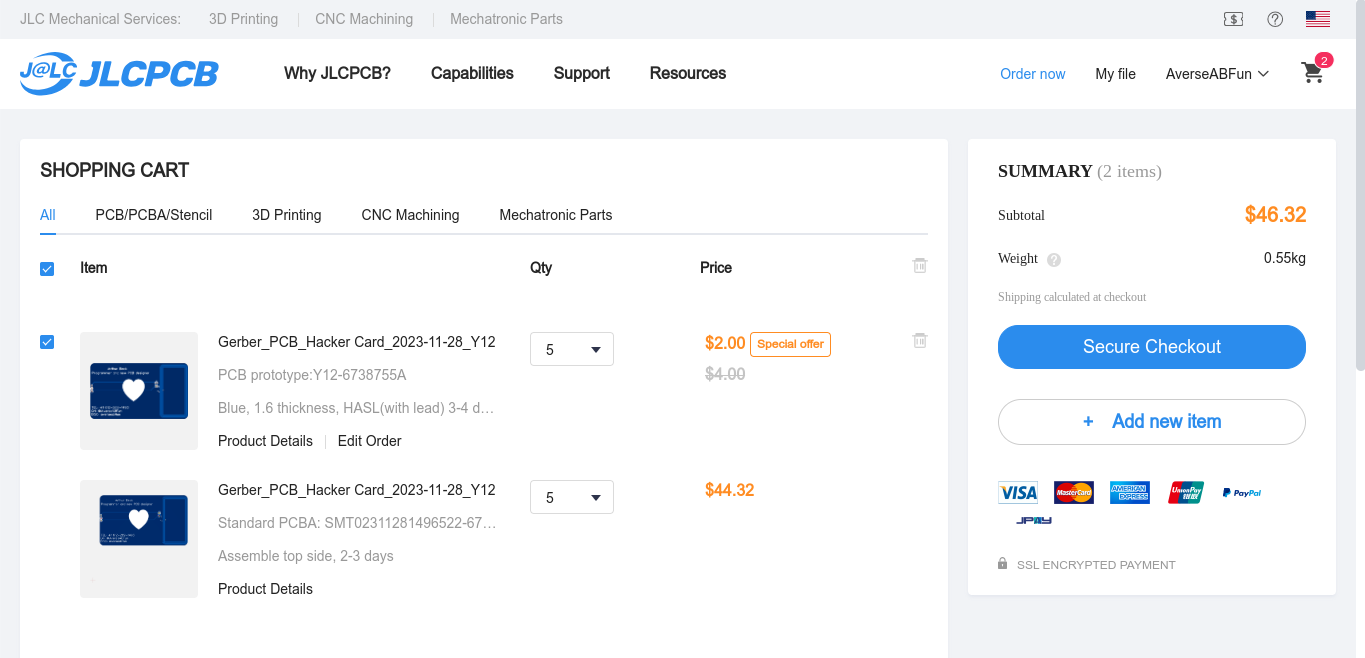 JLC Mechanical Services: 3D Printing CNC Machining Mechatronic Parts
J@LC JLCPCB Why JLCPCB? Capabilities Support Resources Order now My file AverseABFun 2
SHOPPING CART
All PCB/PCBA/Stencil 3D Printing CNC Machining Mechatronic Parts
Item Qty Price
Gerber_PCB_Hacker Card_2023-11-28_Y12 5 $2.00 Special offer
PCB prototype:Y12-6738755A $4.00
Blue, 1.6 thickness, HASL(with lead) 3-4 d…
Product Details Edit Order
Gerber_PCB_Hacker Card_2023-11-28_Y12 5 $44.32
Standard PCBA: SMT02311281496522-67…
Assemble top side, 2-3 days
Product Details
SUMMARY (2 items)
Subtotal $46.32
Weight ? 0.55kg
Shipping calculated at checkout
Secure Checkout
+ Add new item
VISA MasterCard AMERICAN EXPRESS UnionPay 银联 PayPal
JPAY
SSL ENCRYPTED PAYMENT